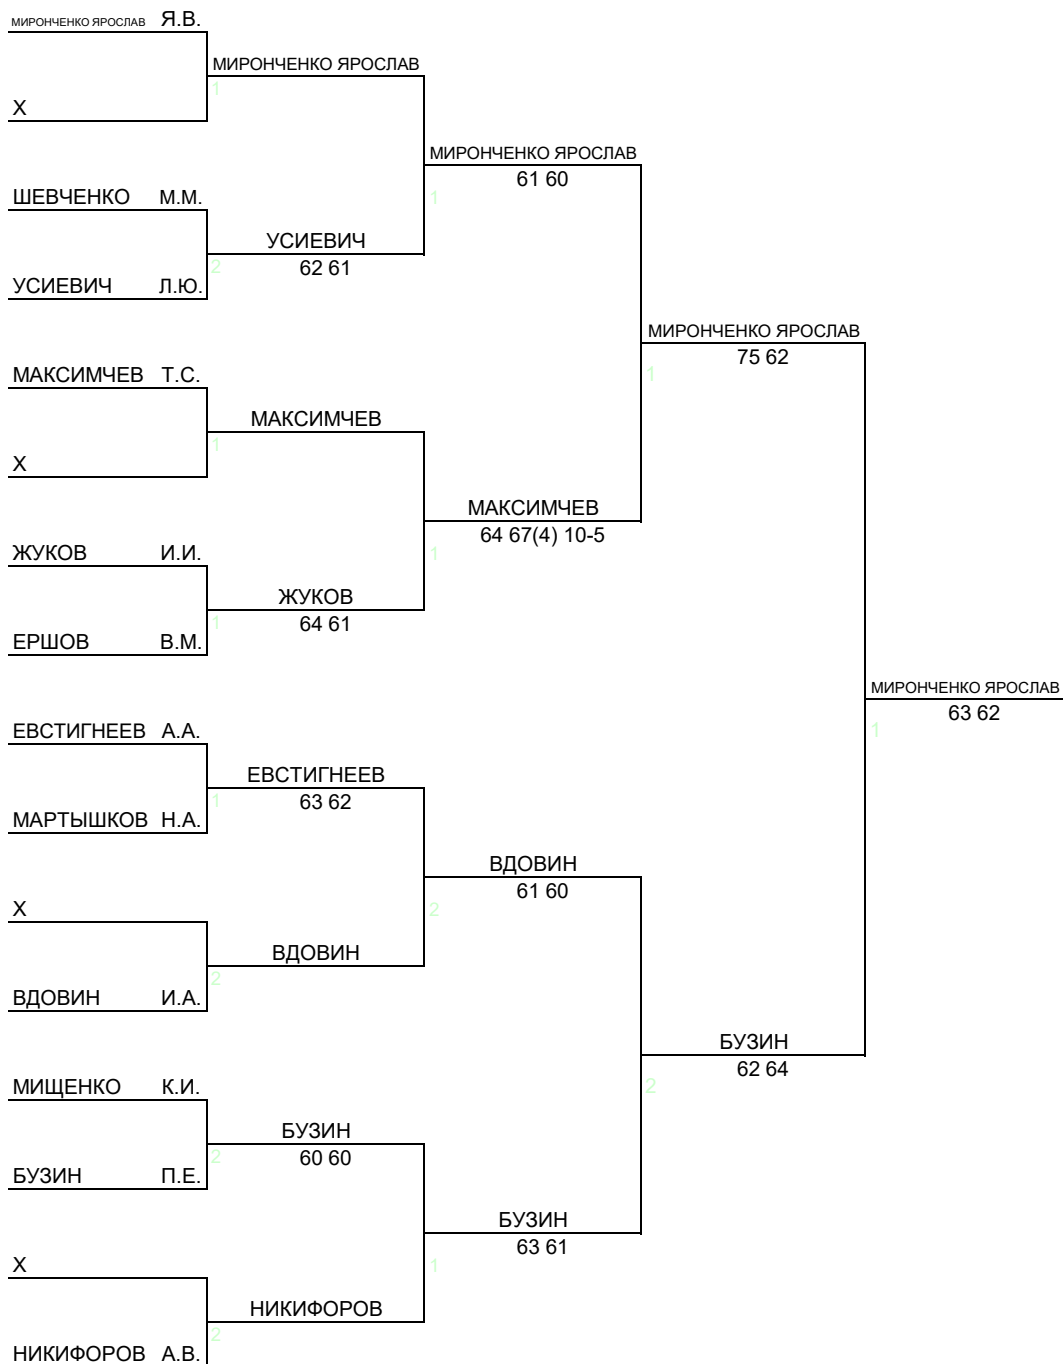 МИРОНЧЕНКО ЯРОСЛАВ Я.В.
МИРОНЧЕНКО ЯРОСЛАВ
1
X
МИРОНЧЕНКО ЯРОСЛАВ
61 60
1
ШЕВЧЕНКО М.М.
УСИЕВИЧ
62 61
2
УСИЕВИЧ Л.Ю.
МИРОНЧЕНКО ЯРОСЛАВ
75 62
1
МАКСИМЧЕВ Т.С.
МАКСИМЧЕВ
1
X
МАКСИМЧЕВ
64 67(4) 10-5
1
ЖУКОВ И.И.
ЖУКОВ
64 61
1
ЕРШОВ В.М.
МИРОНЧЕНКО ЯРОСЛАВ
63 62
1
ЕВСТИГНЕЕВ А.А.
ЕВСТИГНЕЕВ
63 62
1
МАРТЫШКОВ Н.А.
ВДОВИН
61 60
2
X
ВДОВИН
2
ВДОВИН И.А.
БУЗИН
62 64
2
МИЩЕНКО К.И.
БУЗИН
60 60
2
БУЗИН П.Е.
БУЗИН
63 61
1
X
НИКИФОРОВ
2
НИКИФОРОВ А.В.